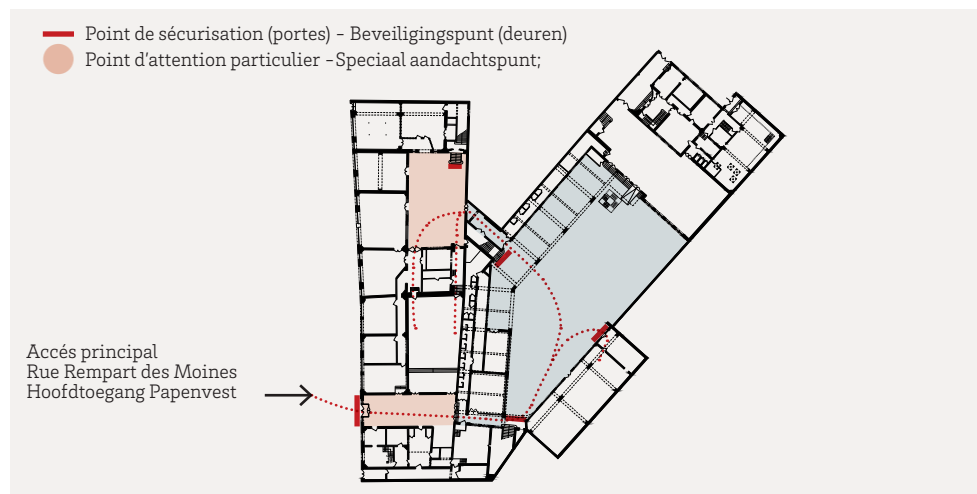 Point de sécurisation (portes) - Beveiligingspunt (deuren)
Point d'attention particulier -Speciaal aandachtspunt;
Accés principal
Rue Rempart des Moines
Hoofdtoegang Papenvest